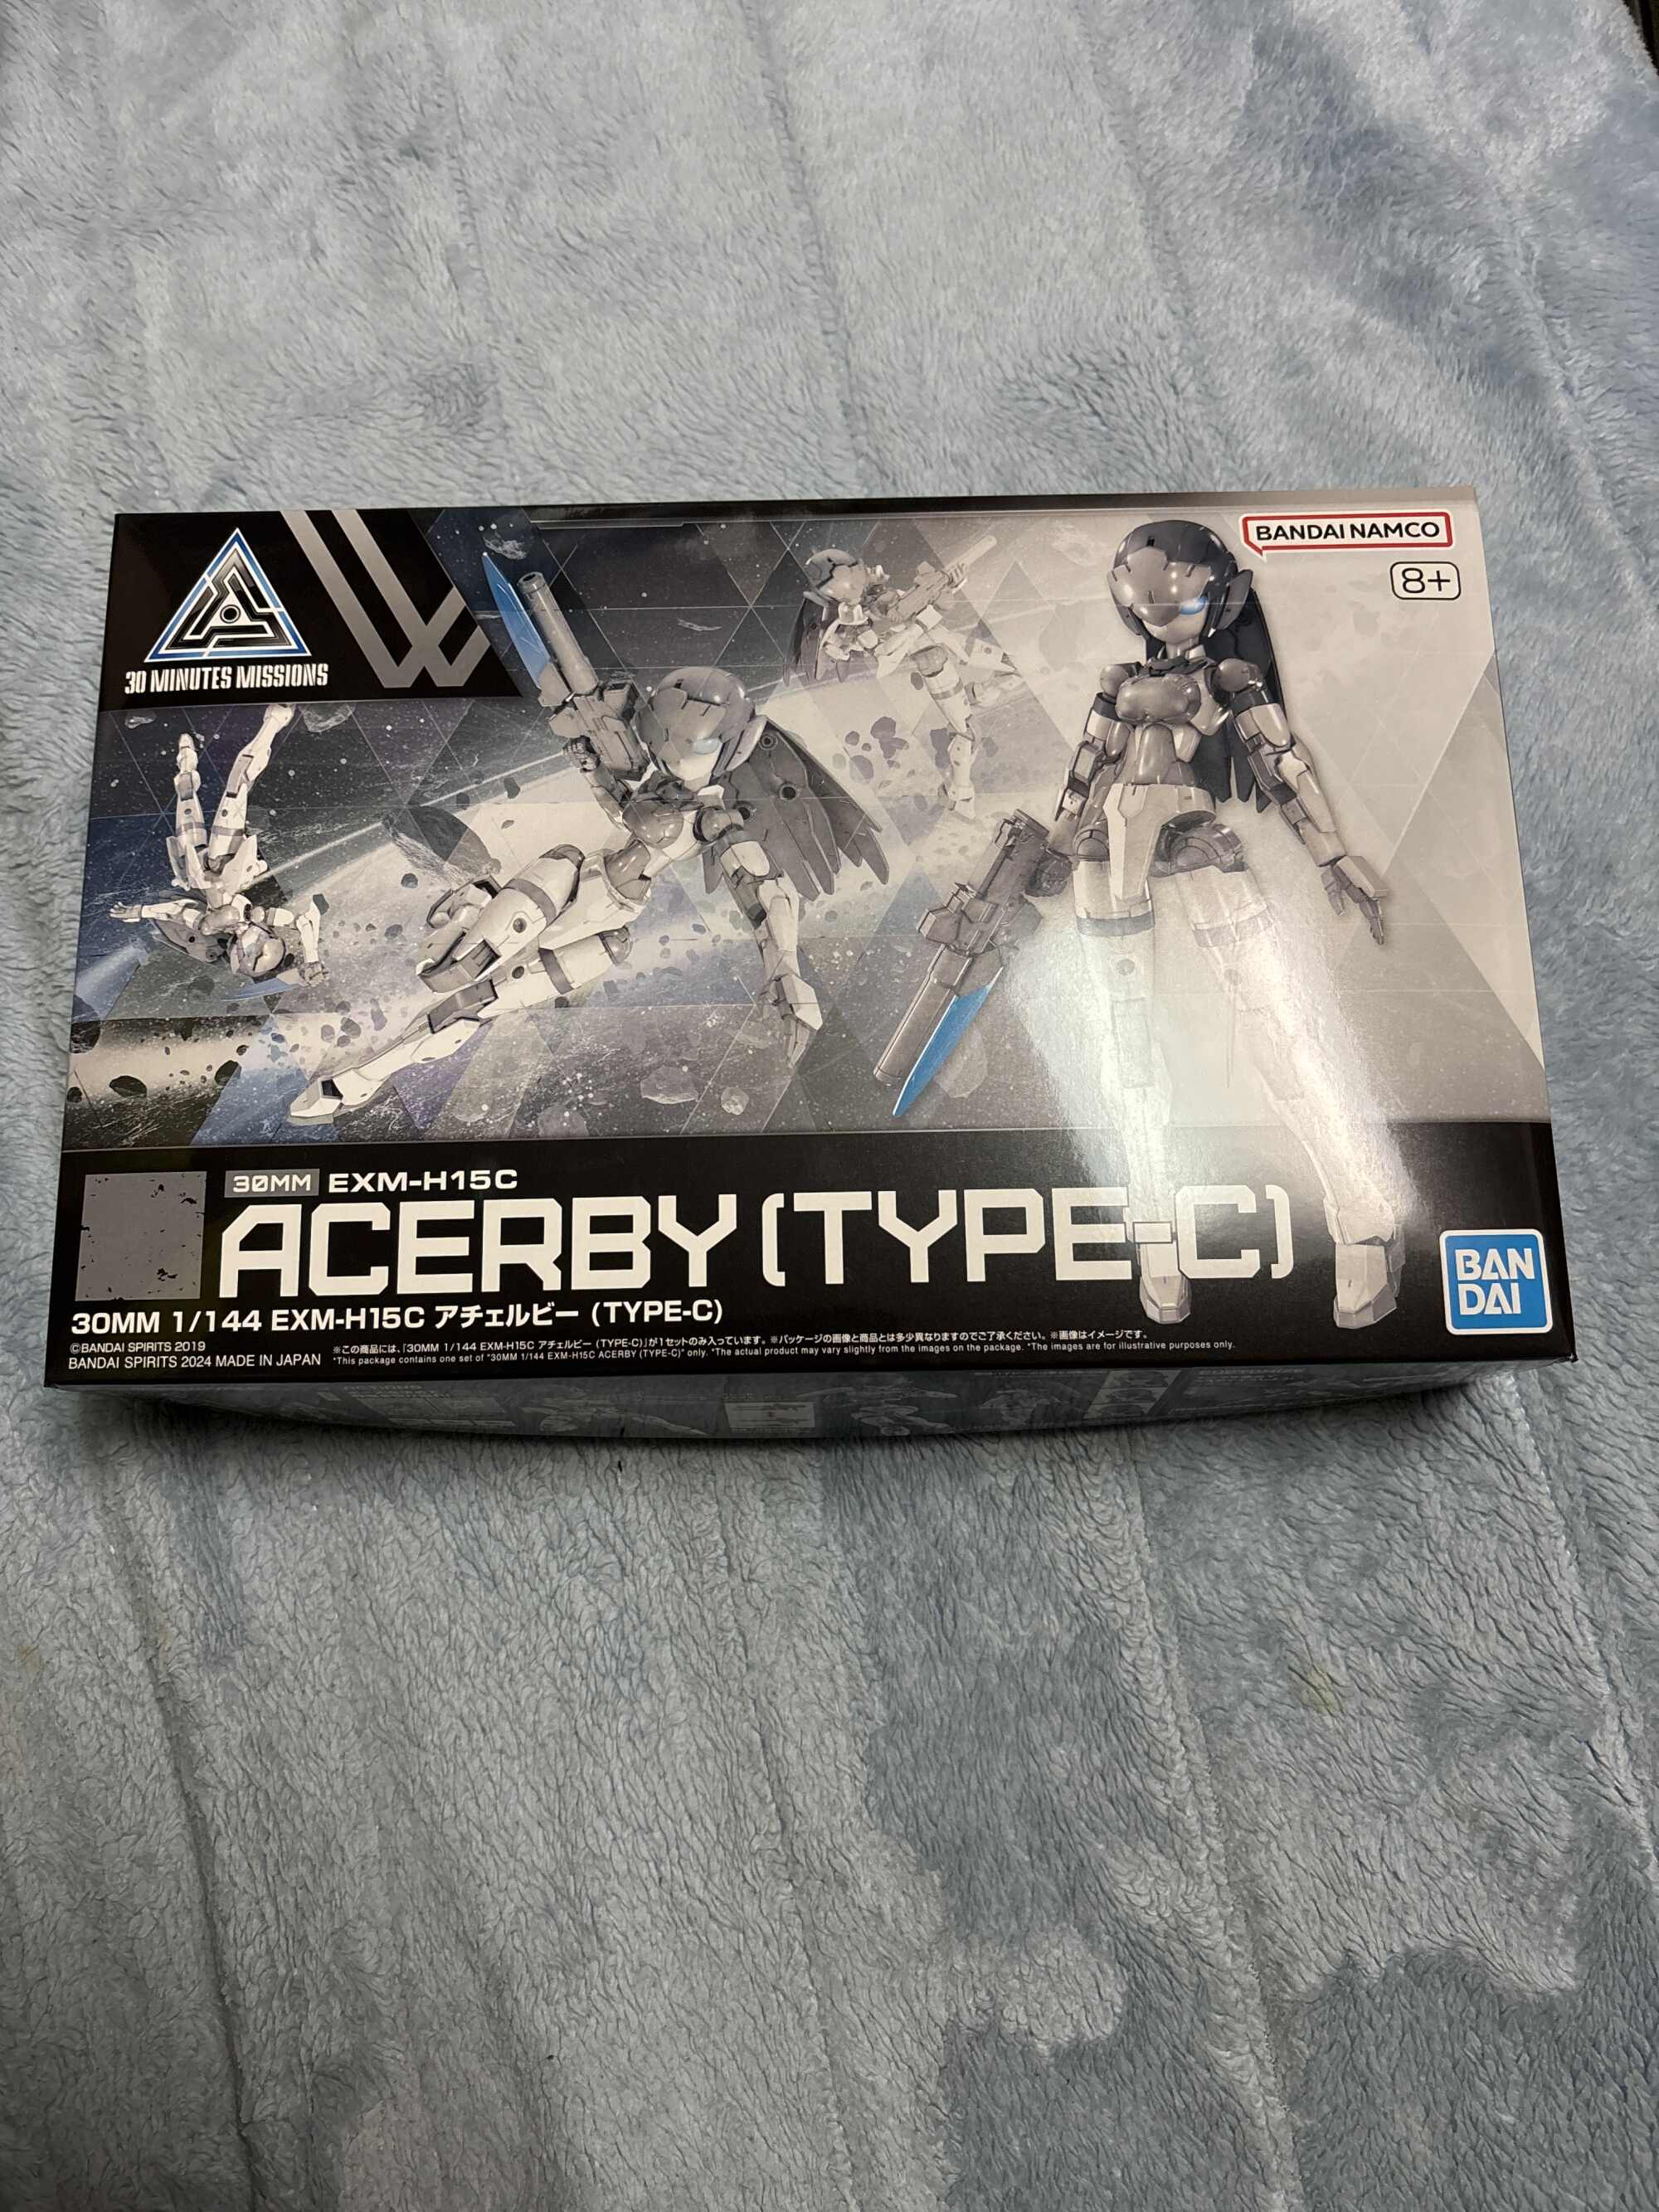 BANDAI NAMCO
8+
30 MINUTES MISSIONS
30MM EXM-H15C
ACERBY (TYPE-C)
30MM 1/144 EXM-H15C アチェルビー (TYPE-C)
©BANDAI SPIRITS 2019
BANDAI SPIRITS 2024 MADE IN JAPAN
※この商品には、「30MM 1/144 EXM-H15C アチェルビー (TYPE-C)」が1セットのみ入っています。※パッケージの画像と商品とは多少異なりますのでご了承ください。※画像はイメージです。
*This package contains one set of "30MM 1/144 EXM-H15C ACERBY (TYPE-C)" only. *The actual product may vary slightly from the images on the package. *The images are for illustrative purposes only.
BAN
DAI